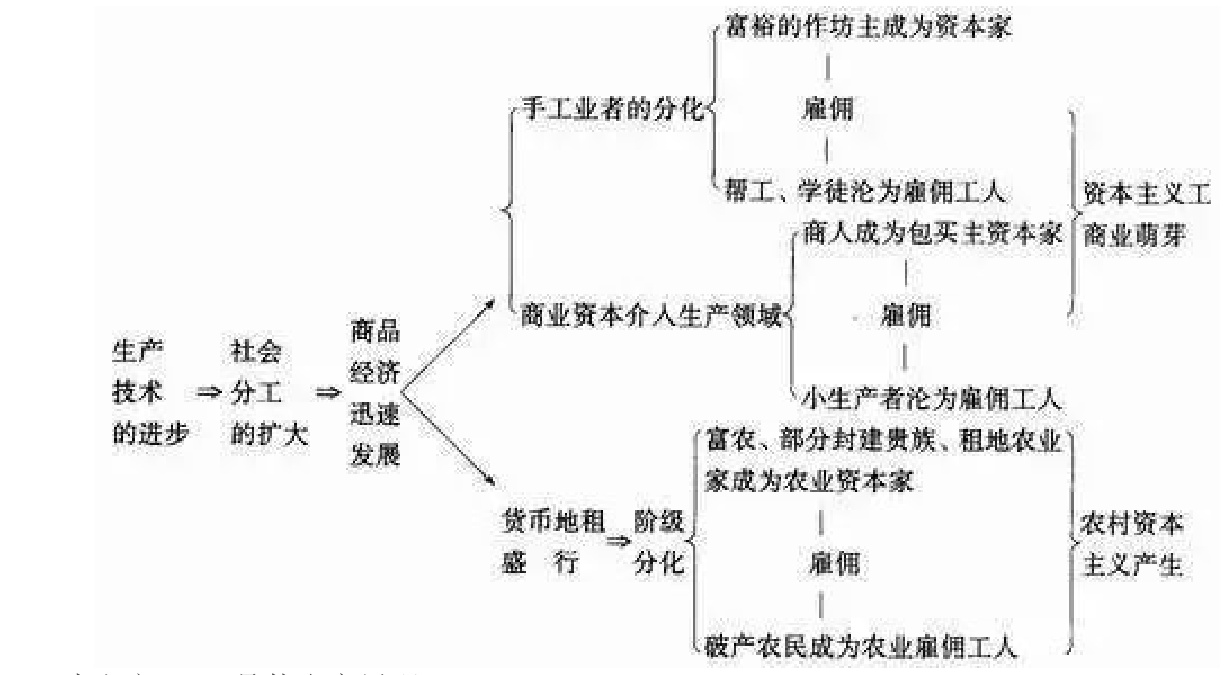 富裕的作坊主成为资本家
手工业者的分化
雇佣
帮工、学徒沦为雇佣工人
资本主义工
商业萌芽
商人成为包买主资本家
商业资本介人生产领域
雇佣
小生产者沦为雇佣工人
生产
技术
的进步
⇒
社会
分工
的扩大
⇒
商品
经济
迅速
发展
富农、部分封建贵族、租地农业
家成为农业资本家
货币地租
盛 行
⇒
阶级
分化
雇佣
农村资本
主义产生
破产农民成为农业雇佣工人